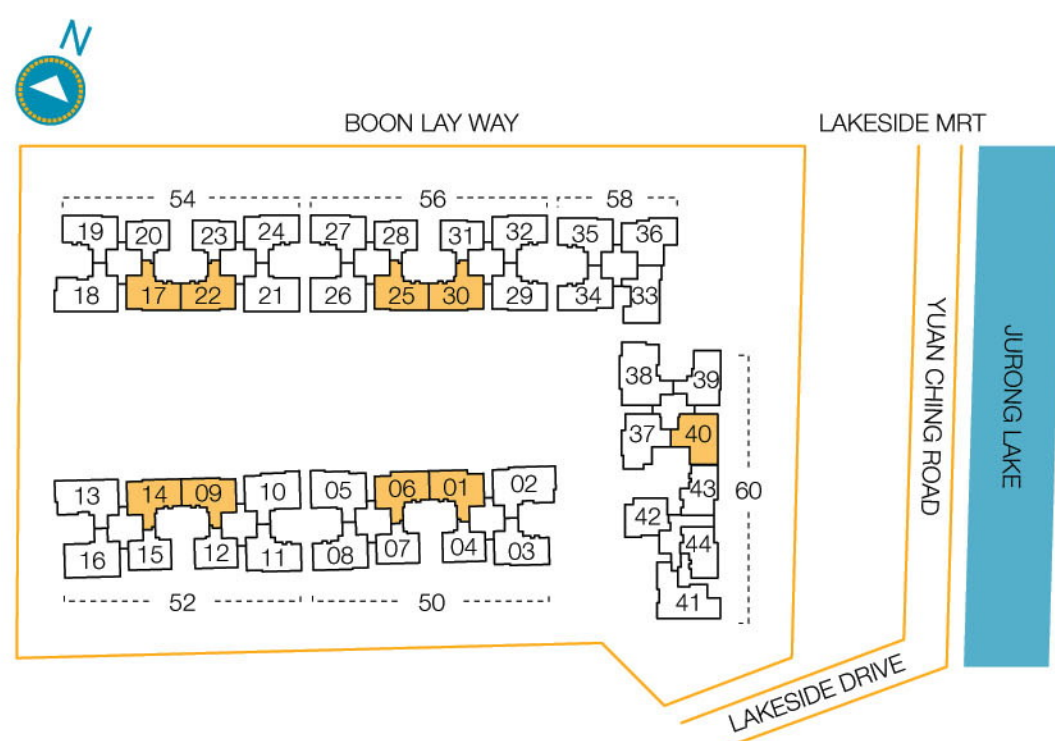 N
BOON LAY WAY
LAKESIDE MRT
54
56
58
19 20 23 24 27 28 31 32 35 36
18 17 22 21 26 25 30 29 34 33
38 39
37 40
43
42
44
41
60
13 14 09 10 05 06 01 02
16 15 12 11 08 07 04 03
52
50
YUAN CHING ROAD
JURONG LAKE
LAKESIDE DRIVE